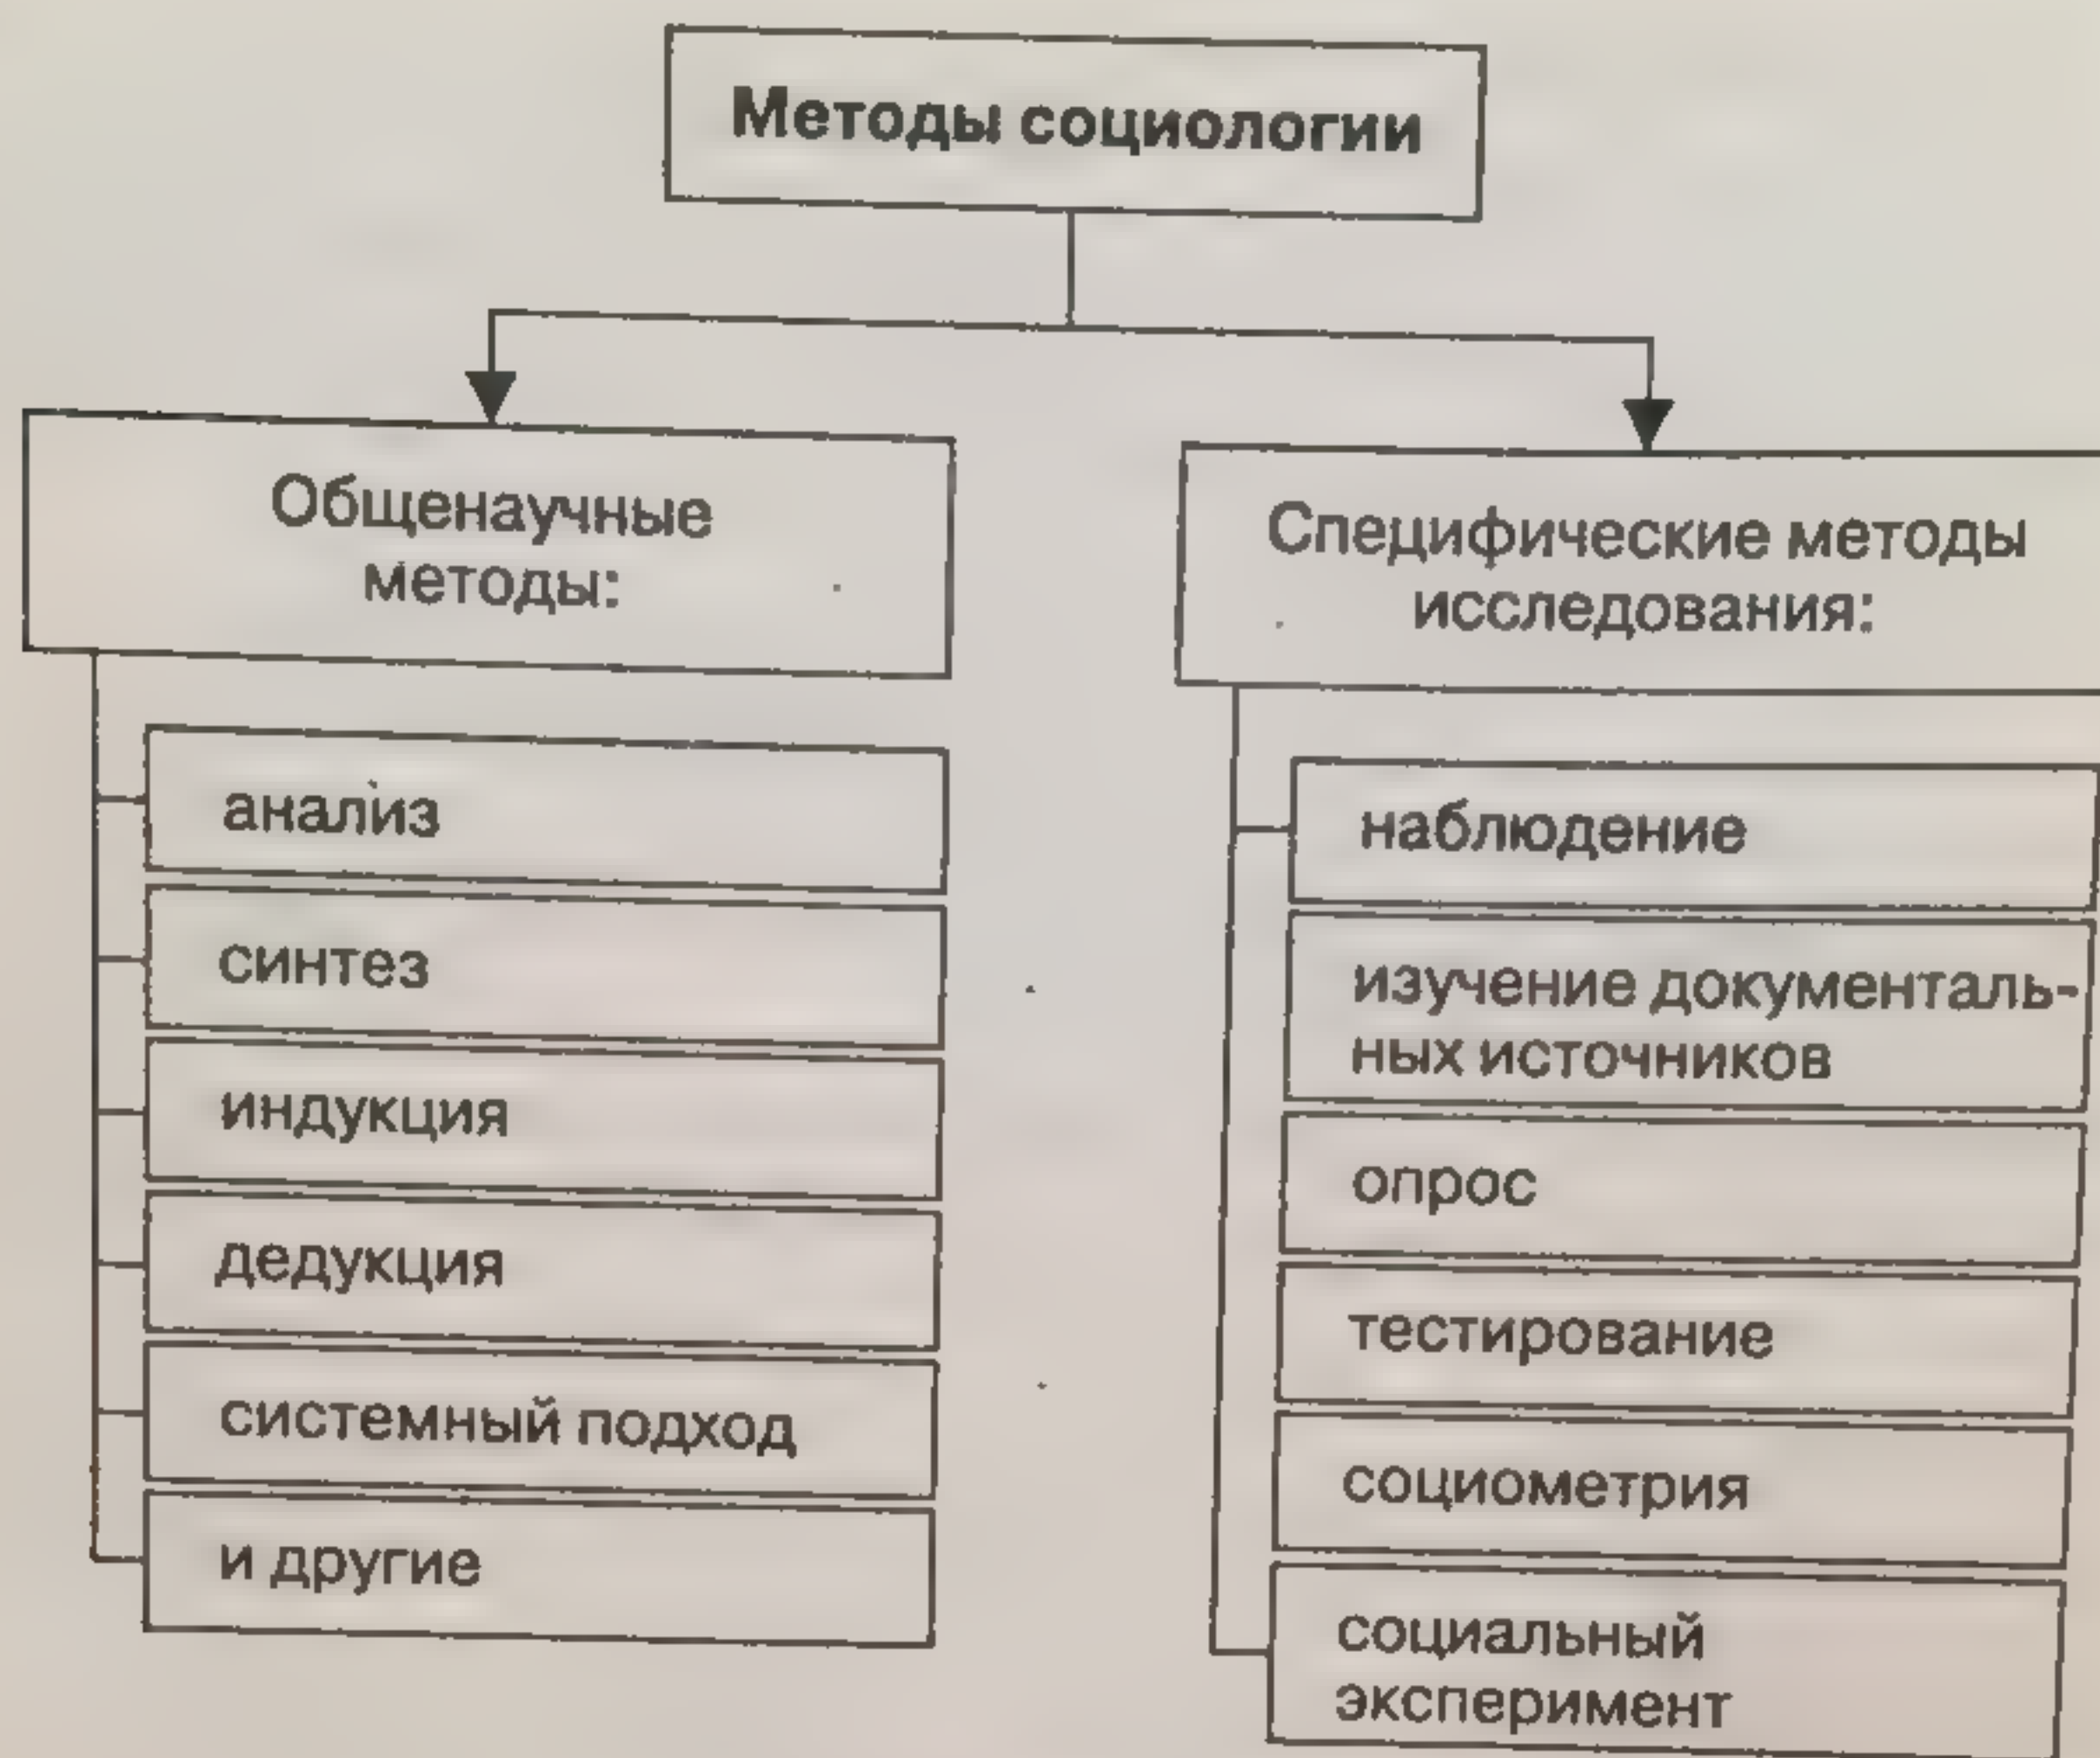 Методы социологии
Общенаучные
методы:
анализ
синтез
индукция
дедукция
системный подход
и другие
Специфические методы
исследования:
наблюдение
изучение документаль-
ных источников
опрос
тестирование
социометрия
социальный
эксперимент